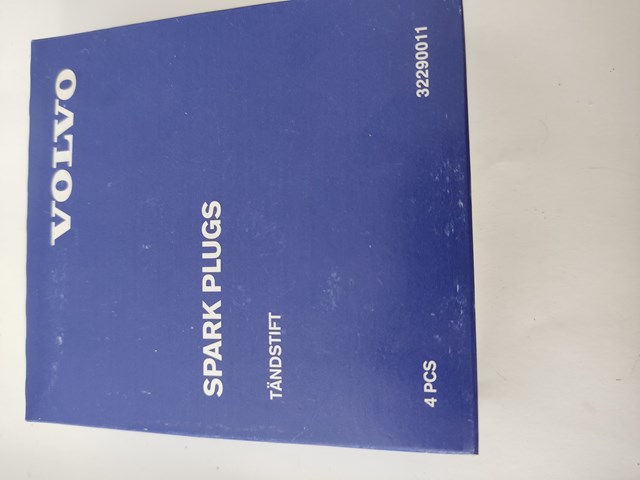 VOLVO
SPARK PLUGS
TÄNDSTIFT
4 PCS
32290011